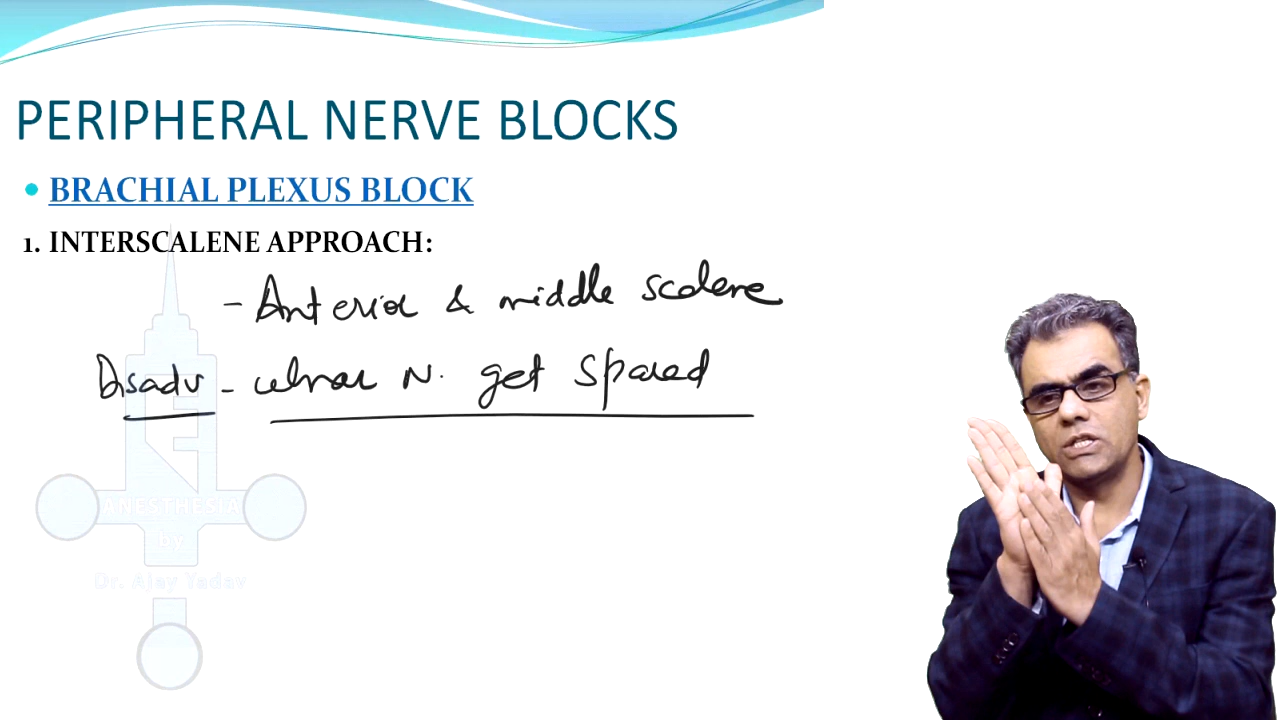 PERIPHERAL NERVE BLOCKS
• BRACHIAL PLEXUS BLOCK
1. INTERSCALENE APPROACH:
- Anterior & middle scalene
Disadv - ulnar N. get spared
ANESTHESIA
by
Dr. Ajay Yadav